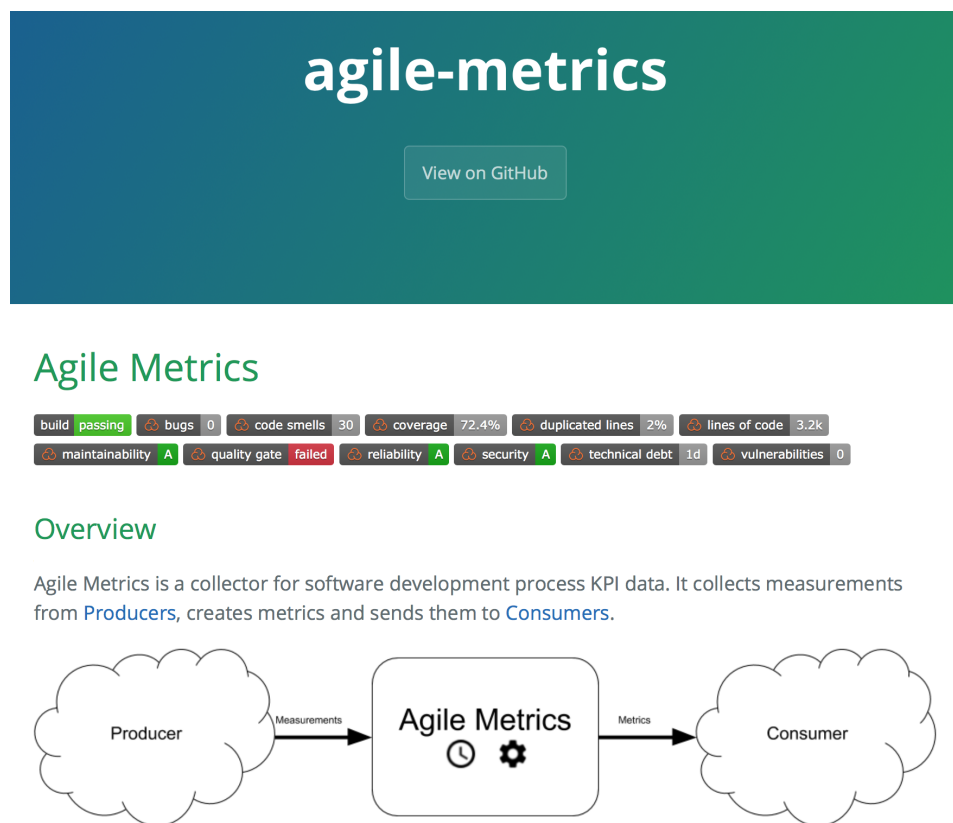 agile-metrics
View on GitHub
Agile Metrics
build passing bugs 0 code smells 30 coverage 72.4% duplicated lines 2% lines of code 3.2k
maintainability A quality gate failed reliability A security A technical debt 1d vulnerabilities 0
Overview
Agile Metrics is a collector for software development process KPI data. It collects measurements
from Producers, creates metrics and sends them to Consumers.
Producer
Measurements
Agile Metrics
Metrics
Consumer